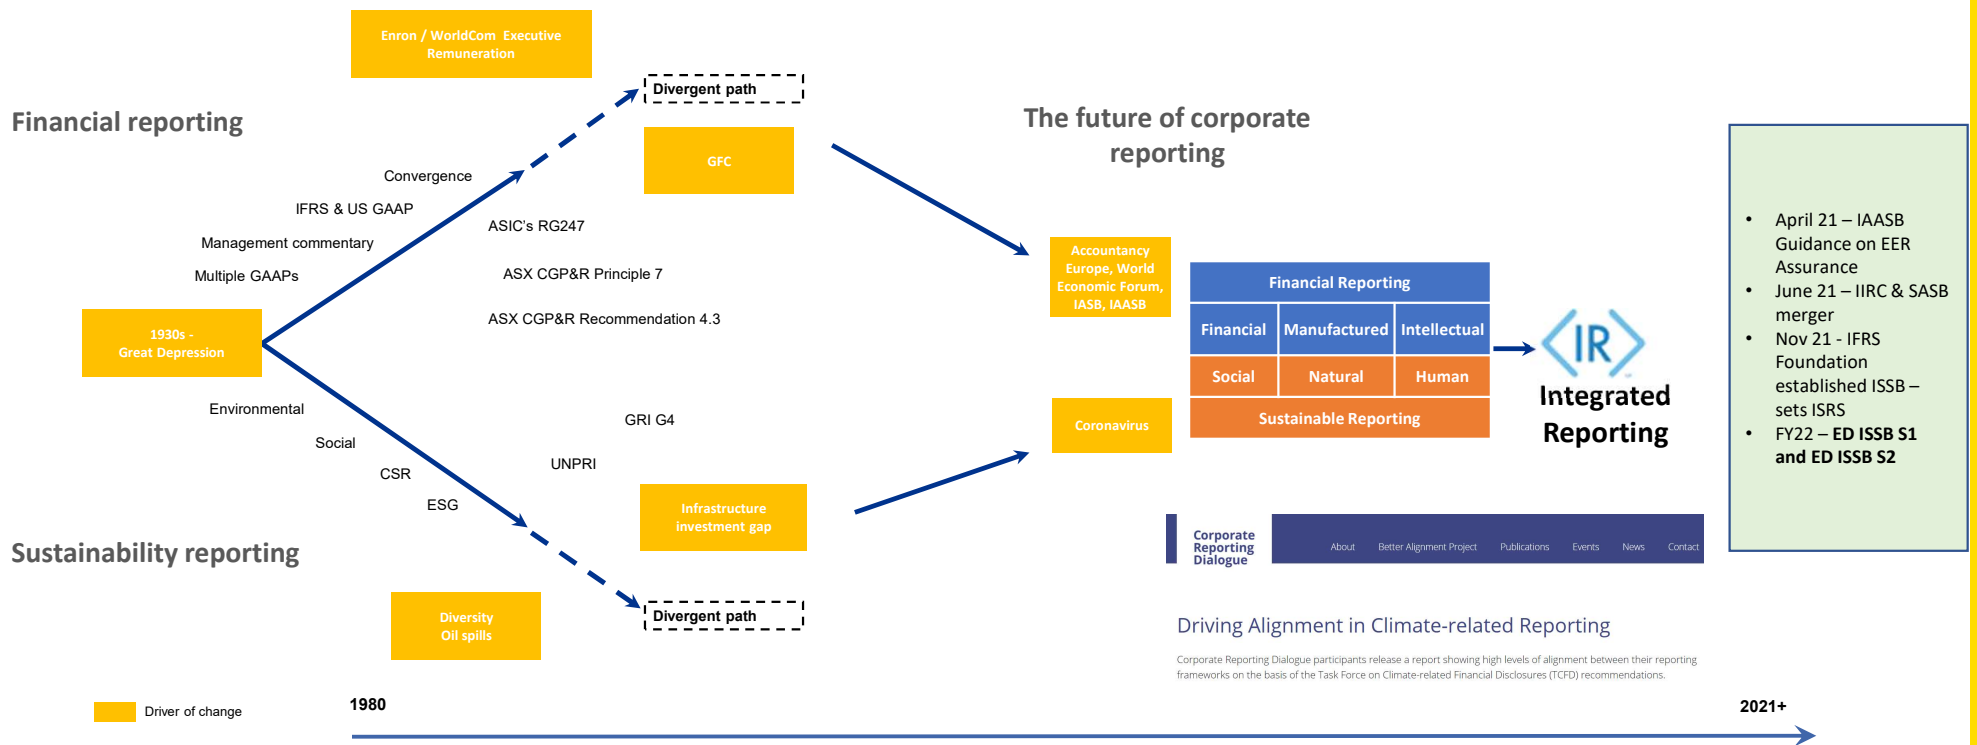 Enron / WorldCom Executive
Remuneration
Divergent path
Financial reporting
The future of corporate
reporting
GFC
Convergence
IFRS & US GAAP
ASIC's RG247
Management commentary
Multiple GAAPs
ASX CGP&R Principle 7
ASX CGP&R Recommendation 4.3
1930s -
Great Depression
Accountancy
Europe, World
Economic Forum,
IASB, IAASB
Financial Reporting
Financial Manufactured Intellectual
Social Natural Human
Sustainable Reporting
<IR>
Integrated
Reporting
• April 21 – IAASB
Guidance on EER
Assurance
• June 21 – IIRC & SASB
merger
• Nov 21 - IFRS
Foundation
established ISSB –
sets ISRS
• FY22 – ED ISSB S1
and ED ISSB S2
Environmental
Social
CSR
ESG
GRI G4
UNPRI
Coronavirus
Infrastructure
investment gap
Sustainability reporting
Diversity
Oil spills
Divergent path
Corporate
Reporting
Dialogue
About Better Alignment Project Publications Events News Contact
Driving Alignment in Climate-related Reporting
Corporate Reporting Dialogue participants release a report showing high levels of alignment between their reporting
frameworks on the basis of the Task Force on Climate-related Financial Disclosures (TCFD) recommendations.
Driver of change
1980
2021+